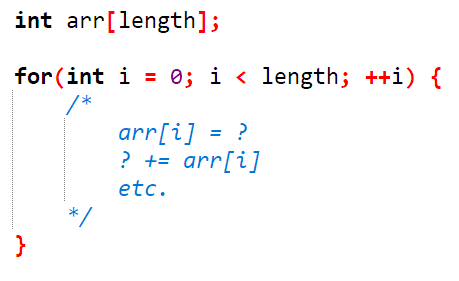 int arr[length];
for(int i = 0; i < length; ++i) {
/*
arr[i] = ?
? += arr[i]
etc.
*/
}